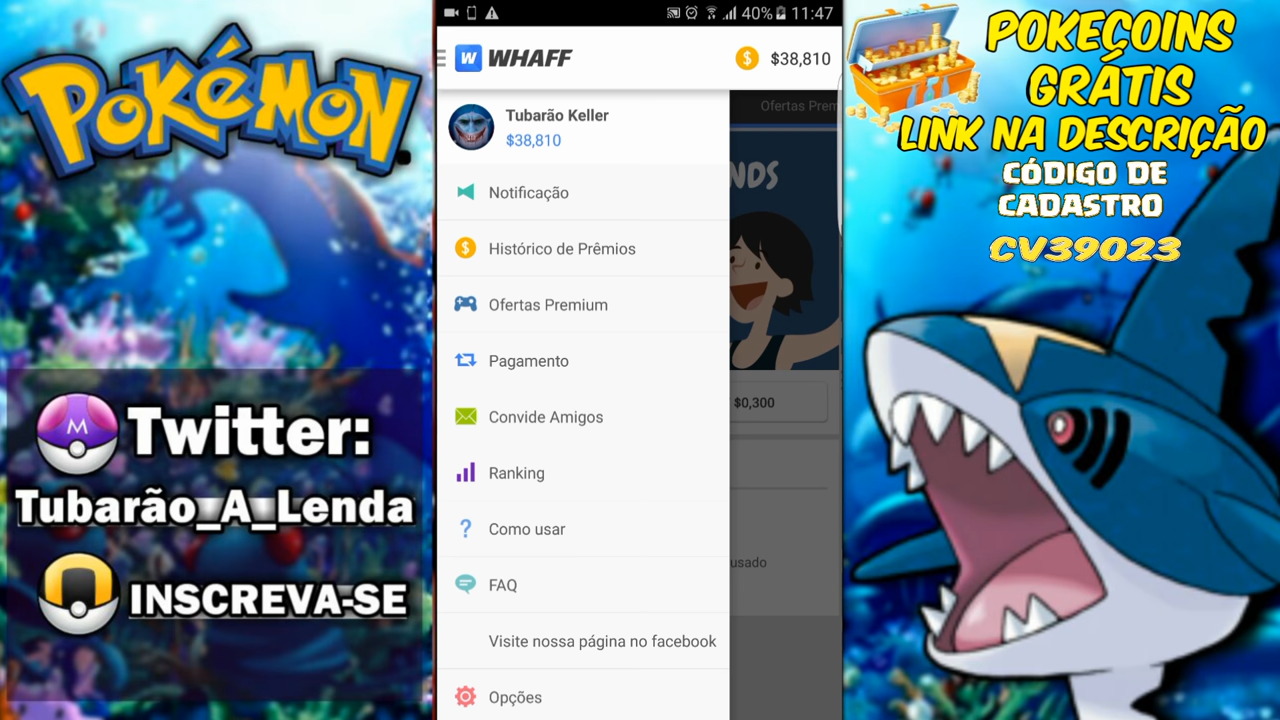 POKÉMON
Twitter:
Tubarão_A_Lenda
INSCREVA-SE
40% 11:47
W WHAFF
$ $38,810
Tubarão Keller
$38,810
Notificação
$ Histórico de Prêmios
Ofertas Premium
Pagamento
Convide Amigos
Ranking
? Como usar
FAQ
Visite nossa página no facebook
Opções
Ofertas Prem
NDS
$0,300
usado
POKEÇOINS
GRÁTIS
LINK NA DESCRIÇÃO
CÓDIGO DE
CADASTRO
CV39023